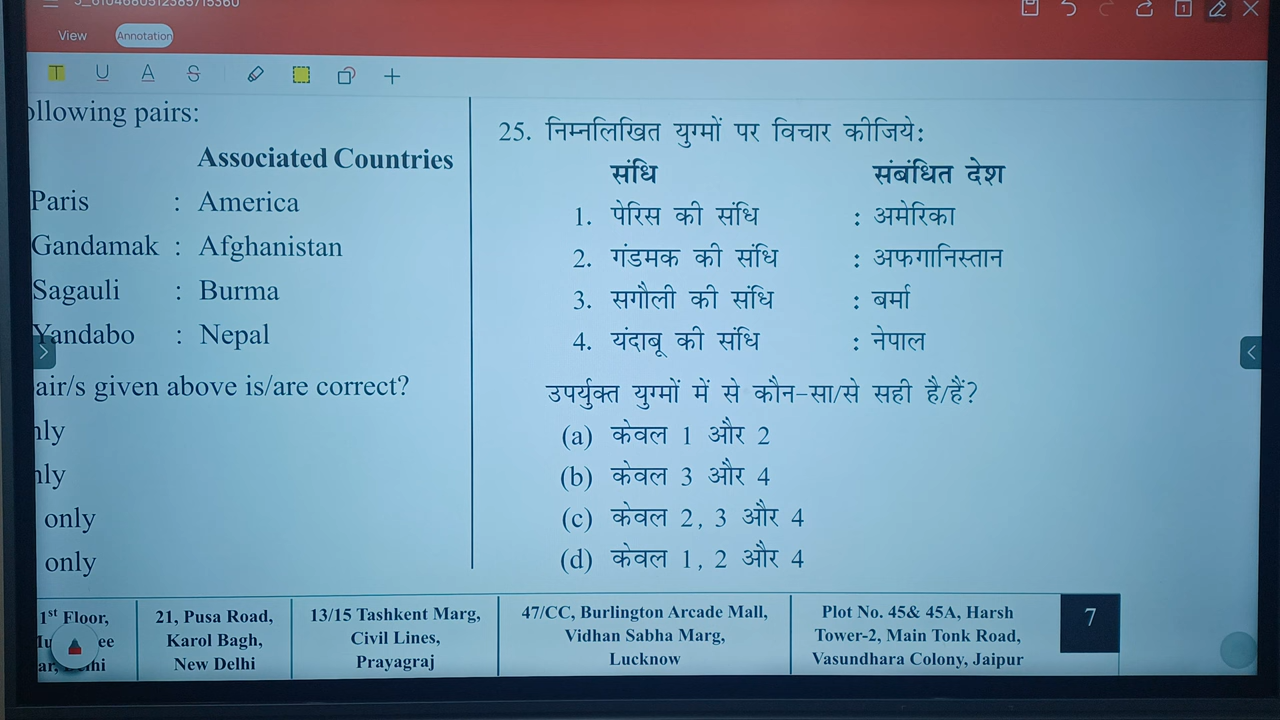 View
Annotation
T U A S
ollowing pairs:
Associated Countries
Paris : America
Gandamak : Afghanistan
Sagauli : Burma
Yandabo : Nepal
air/s given above is/are correct?
nly
nly
only
only
25. निम्नलिखित युग्मों पर विचार कीजिये:
संधि संबंधित देश
1. पेरिस की संधि : अमेरिका
2. गंडमक की संधि : अफगानिस्तान
3. सगौली की संधि : बर्मा
4. यंदाबू की संधि : नेपाल
उपर्युक्त युग्मों में से कौन-सा/से सही है/हैं?
(a) केवल 1 और 2
(b) केवल 3 और 4
(c) केवल 2, 3 और 4
(d) केवल 1, 2 और 4
1st Floor,
21, Pusa Road,
Karol Bagh,
New Delhi
13/15 Tashkent Marg,
Civil Lines,
Prayagraj
47/CC, Burlington Arcade Mall,
Vidhan Sabha Marg,
Lucknow
Plot No. 45& 45A, Harsh
Tower-2, Main Tonk Road,
Vasundhara Colony, Jaipur
7